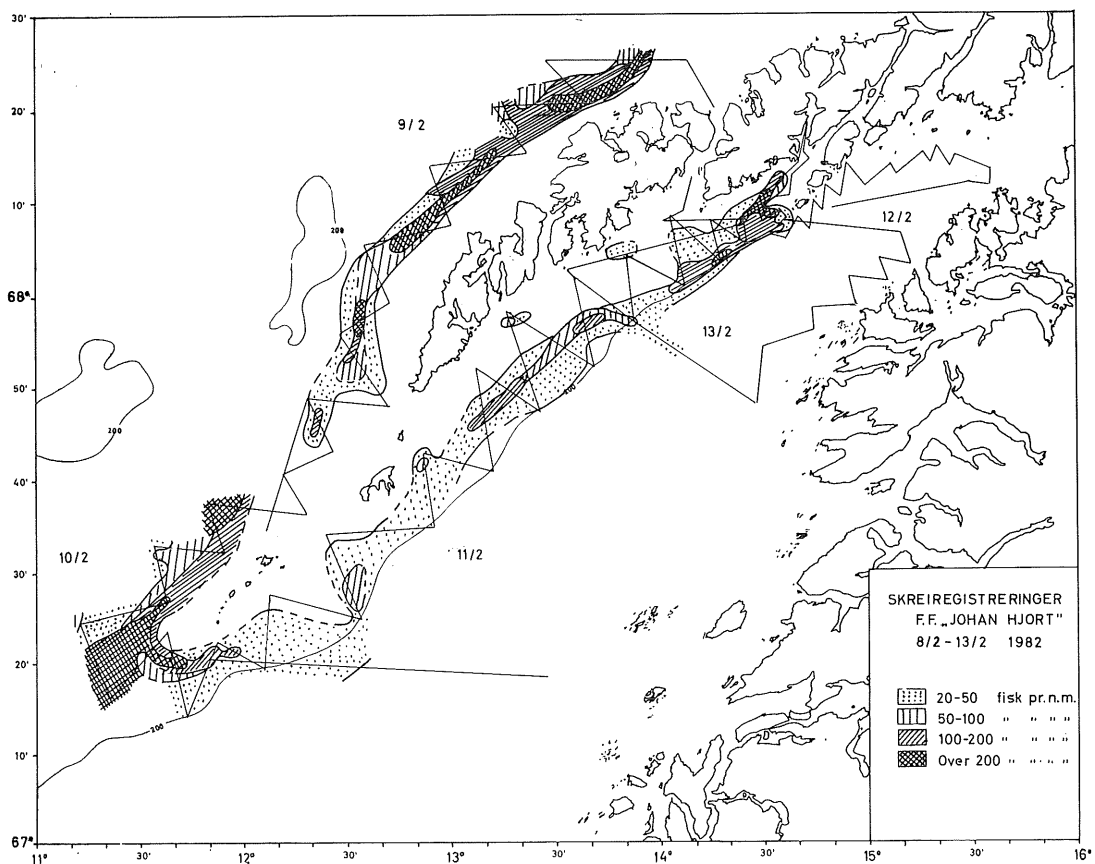 30'
20'
9/2
200
10'
12/2
68°
13/2
50'
200
200
40'
11/2
10/2
30'
SKREIREGISTRERINGER
F.F. „JOHAN HJORT"
8/2 - 13/2 1982
20'
20-50 fisk pr.n.m.
50-100 " " " "
200
100-200 " " " "
10'
Over 200 " " " "
67°
11° 30' 12° 30' 13° 30' 14° 30' 15° 30' 16°